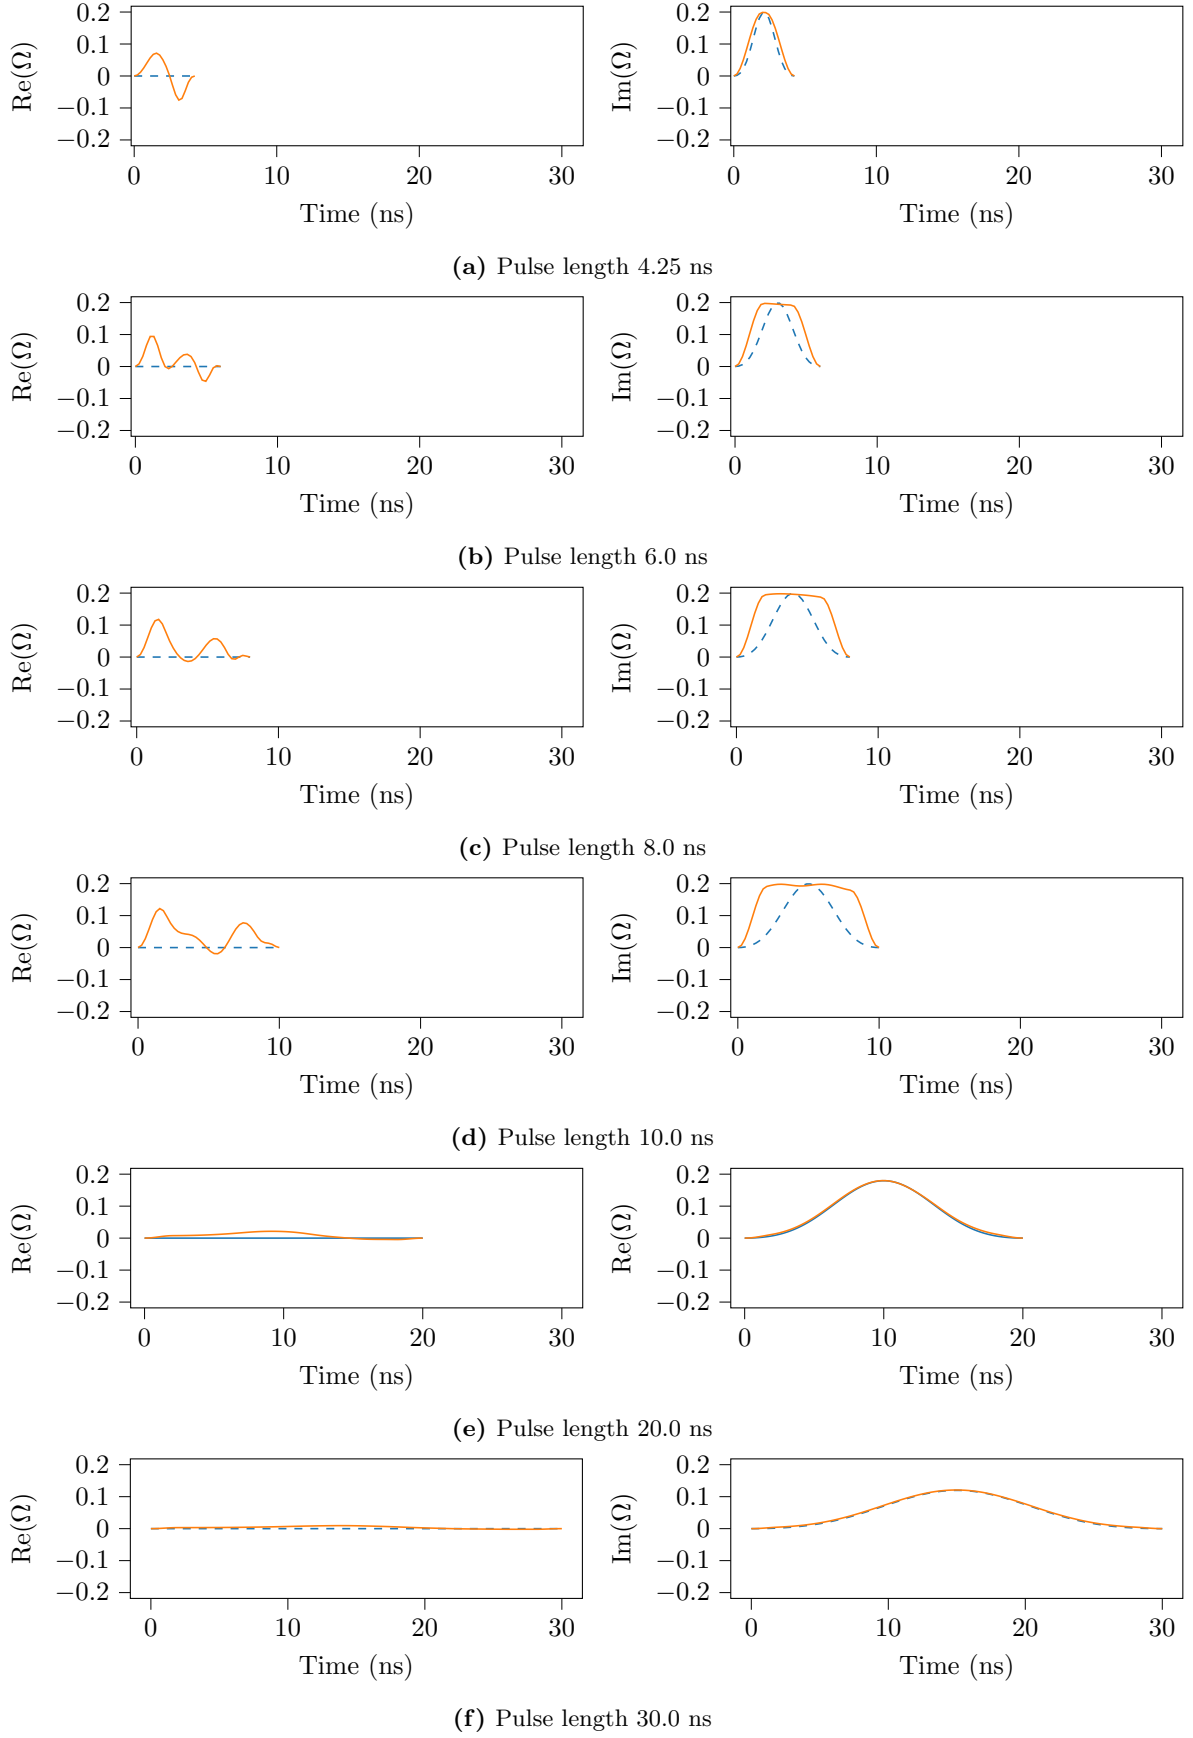 0.2 0.1 0 −0.1 −0.2
Re(Ω)
0 10 20 30
Time (ns)
0.2 0.1 0 −0.1 −0.2
Im(Ω)
0 10 20 30
Time (ns)
(a) Pulse length 4.25 ns
0.2 0.1 0 −0.1 −0.2
Re(Ω)
0 10 20 30
Time (ns)
0.2 0.1 0 −0.1 −0.2
Im(Ω)
0 10 20 30
Time (ns)
(b) Pulse length 6.0 ns
0.2 0.1 0 −0.1 −0.2
Re(Ω)
0 10 20 30
Time (ns)
0.2 0.1 0 −0.1 −0.2
Im(Ω)
0 10 20 30
Time (ns)
(c) Pulse length 8.0 ns
0.2 0.1 0 −0.1 −0.2
Re(Ω)
0 10 20 30
Time (ns)
0.2 0.1 0 −0.1 −0.2
Im(Ω)
0 10 20 30
Time (ns)
(d) Pulse length 10.0 ns
0.2 0.1 0 −0.1 −0.2
Re(Ω)
0 10 20 30
Time (ns)
0.2 0.1 0 −0.1 −0.2
Re(Ω)
0 10 20 30
Time (ns)
(e) Pulse length 20.0 ns
0.2 0.1 0 −0.1 −0.2
Re(Ω)
0 10 20 30
Time (ns)
0.2 0.1 0 −0.1 −0.2
Im(Ω)
0 10 20 30
Time (ns)
(f) Pulse length 30.0 ns